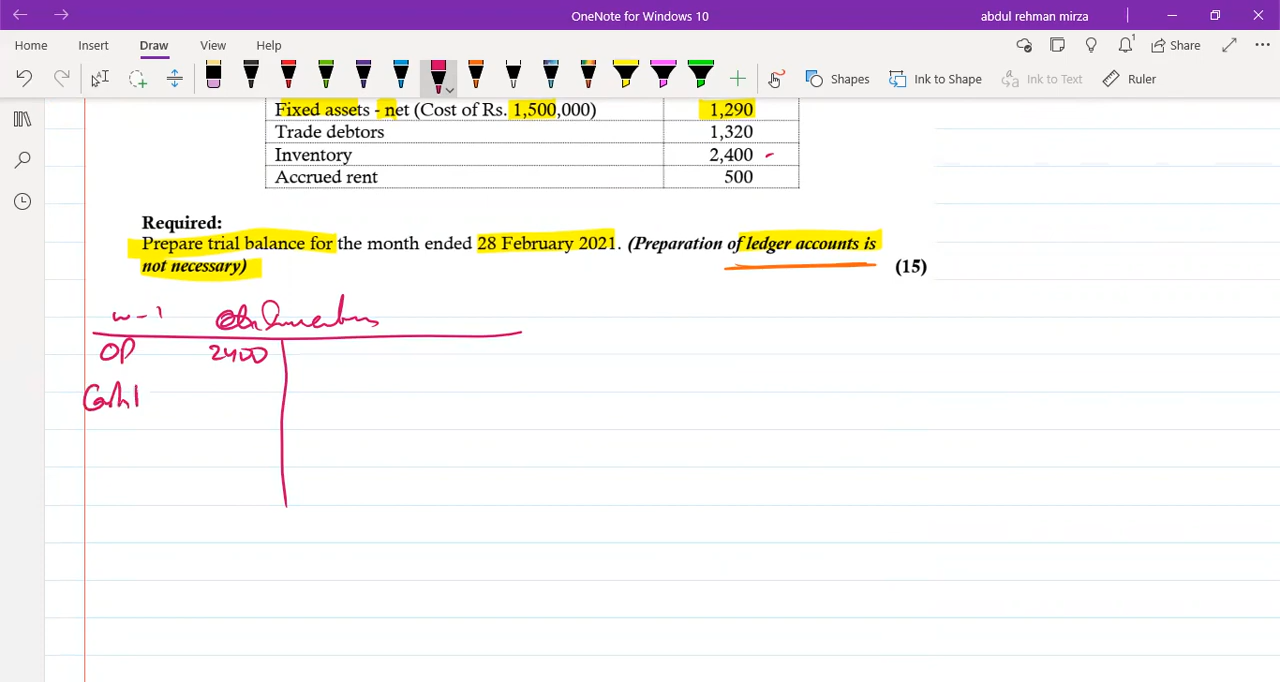 OneNote for Windows 10
abdul rehman mirza
Home Insert Draw View Help
Share
Shapes Ink to Shape Ink to Text Ruler
Fixed assets - net (Cost of Rs. 1,500,000) 1,290
Trade debtors 1,320
Inventory 2,400
Accrued rent 500
Required:
Prepare trial balance for the month ended 28 February 2021. (Preparation of ledger accounts is
not necessary)
(15)
w-1
OP 2400